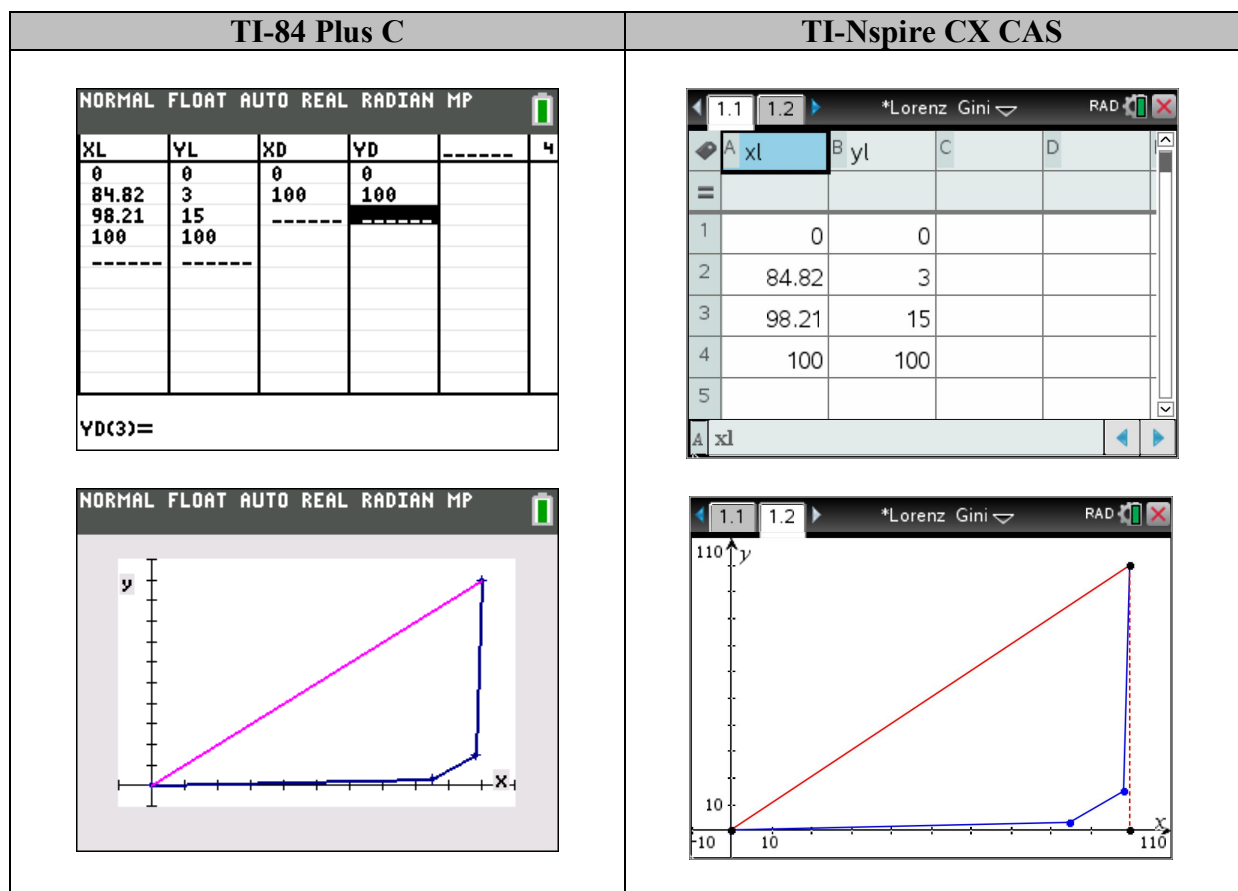 TI-84 Plus C
TI-Nspire CX CAS
NORMAL FLOAT AUTO REAL RADIAN MP
XL YL XD YD ------ 4
0 0 0 0
84.82 3 100 100
98.21 15 ------ ------
100 100
------ ------
YD(3)=
1.1 1.2 *Lorenz Gini RAD
A xl B yl C D
=
1 0 0
2 84.82 3
3 98.21 15
4 100 100
5
A xl
NORMAL FLOAT AUTO REAL RADIAN MP
y
x
1.1 1.2 *Lorenz Gini RAD
110 y
10
x
-10 10 110